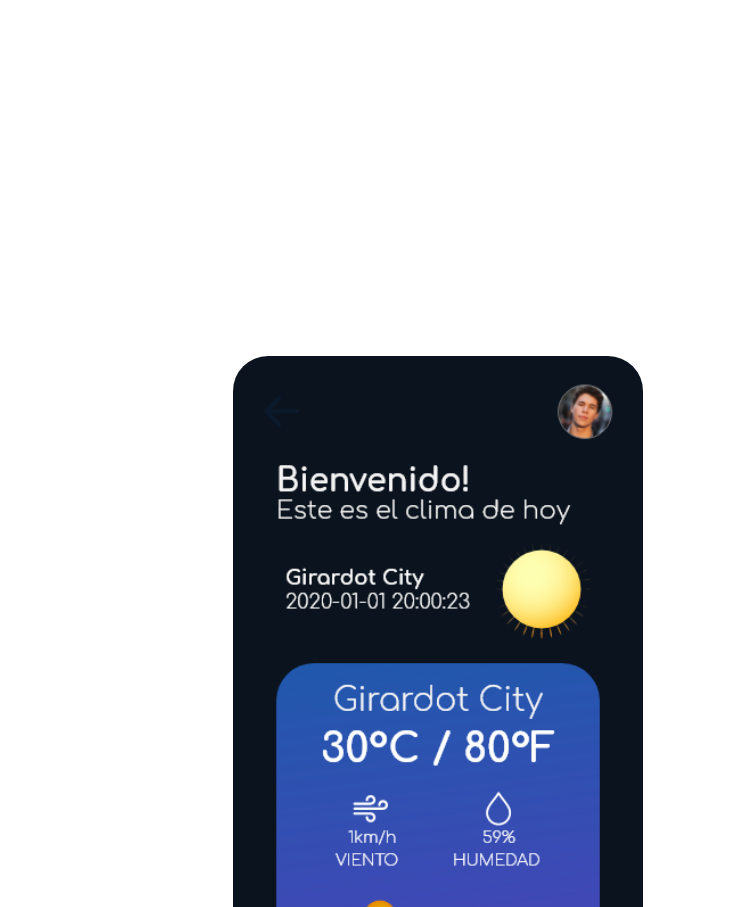 Bienvenido!
Este es el clima de hoy
Girardot City
2020-01-01 20:00:23
Girardot City
30ºC / 80ºF
1km/h 59%
VIENTO HUMEDAD